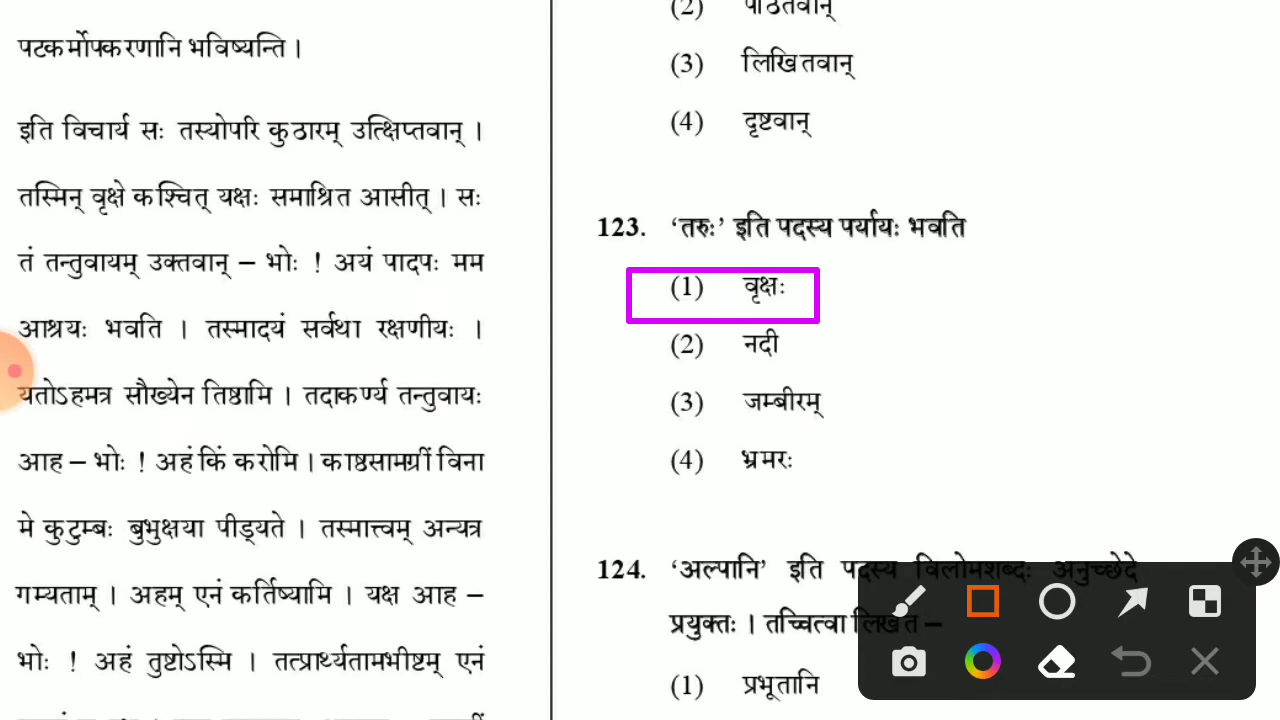 पटकर्मोपकरणानि भविष्यन्ति ।
इति विचार्य सः तस्योपरि कुठारम् उत्क्षिप्तवान् ।
तस्मिन् वृक्षे कश्चित् यक्षः समाश्रित आसीत् । सः
तं तन्तुवायम् उक्तवान् – भोः ! अयं पादपः मम
आश्रयः भवति । तस्मादयं सर्वथा रक्षणीयः ।
यतोऽहमत्र सौख्येन तिष्ठामि । तदाकर्ण्य तन्तुवायः
आह – भोः ! अहं किं करोमि । काष्ठसामग्रीं विना
मे कुटुम्बः बुभुक्षया पीड्यते । तस्मात्त्वम् अन्यत्र
गम्यताम् । अहम् एनं कर्तिष्यामि । यक्ष आह –
भोः ! अहं तुष्टोऽस्मि । तत्प्रार्थ्यतामभीष्टम् एनं
(2) पठितवान्
(3) लिखितवान्
(4) दृष्टवान्
123. ‘तरुः’ इति पदस्य पर्यायः भवति
(1) वृक्षः
(2) नदी
(3) जम्बीरम्
(4) भ्रमरः
124. ‘अल्पानि’ इति पदस्य विलोमशब्दः अनुच्छेदे
प्रयुक्तः । तच्चित्वा लिखत –
(1) प्रभूतानि